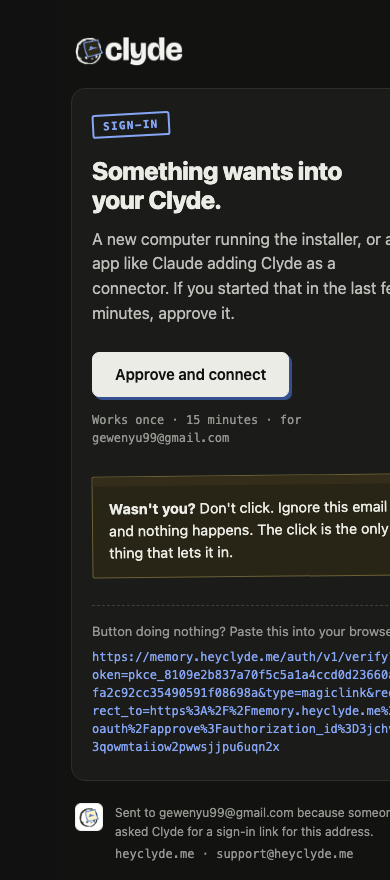 clyde
SIGN-IN
Something wants into
your Clyde.
A new computer running the installer, or a
app like Claude adding Clyde as a
connector. If you started that in the last fe
minutes, approve it.
Approve and connect
Works once · 15 minutes · for
gewenyu99@gmail.com
Wasn't you? Don't click. Ignore this email
and nothing happens. The click is the only
thing that lets it in.
Button doing nothing? Paste this into your browse
https://memory.heyclyde.me/auth/v1/verify
oken=pkce_8109e2b837a70f5c5a1a4ccd0d23660
fa2c92cc35490591f08698a&type=magiclink&re
rect_to=https%3A%2F%2Fmemory.heyclyde.me%
oauth%2Fapprove%3Fauthorization_id%3D3jchv
3qowmtaiiow2pwwsjjpu6uqn2x
Sent to gewenyu99@gmail.com because someo
asked Clyde for a sign-in link for this address.
heyclyde.me · support@heyclyde.me